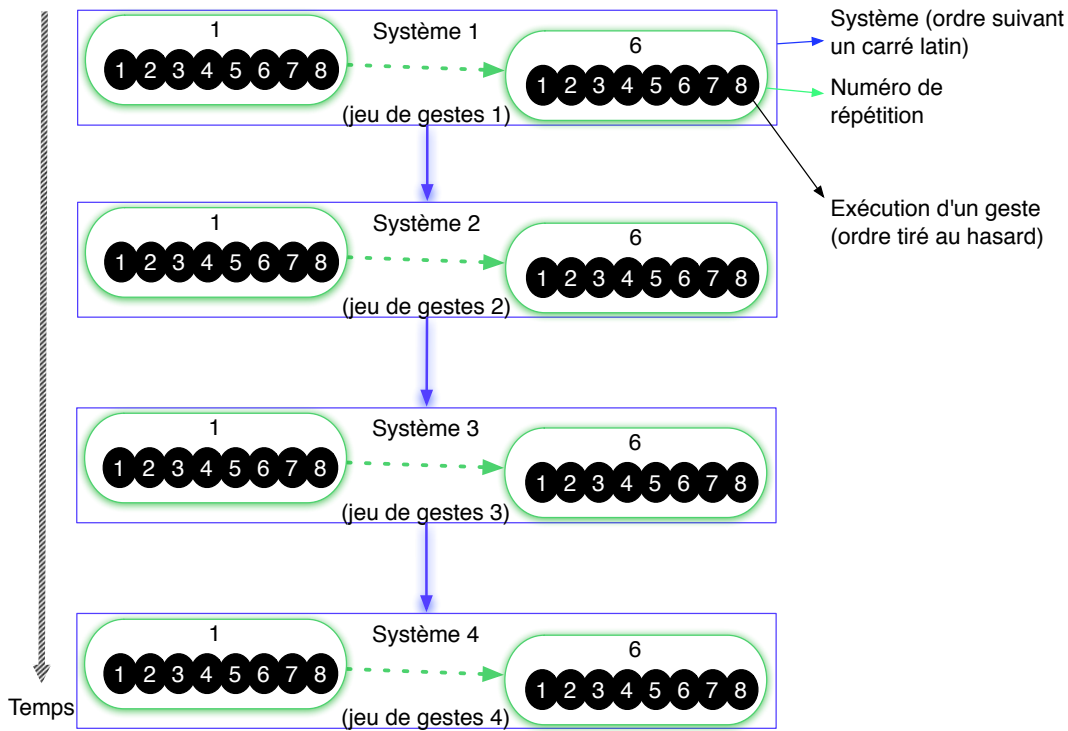 1
Système 1
6
1 2 3 4 5 6 7 8
1 2 3 4 5 6 7 8
(jeu de gestes 1)
Système (ordre suivant
un carré latin)
Numéro de
répétition
Exécution d'un geste
(ordre tiré au hasard)
1
Système 2
6
1 2 3 4 5 6 7 8
1 2 3 4 5 6 7 8
(jeu de gestes 2)
1
Système 3
6
1 2 3 4 5 6 7 8
1 2 3 4 5 6 7 8
(jeu de gestes 3)
1
Système 4
6
1 2 3 4 5 6 7 8
1 2 3 4 5 6 7 8
(jeu de gestes 4)
Temps